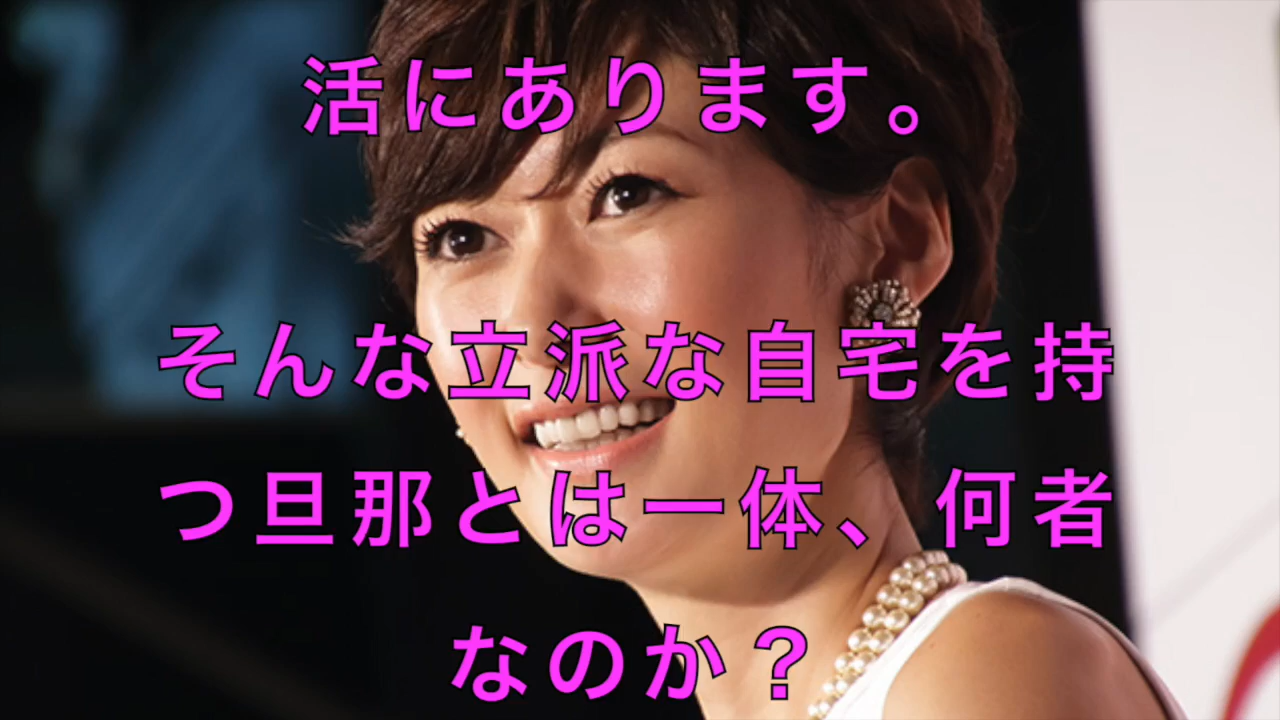 活にあります。
そんな立派な自宅を持
つ旦那とは一体、何者
なのか？